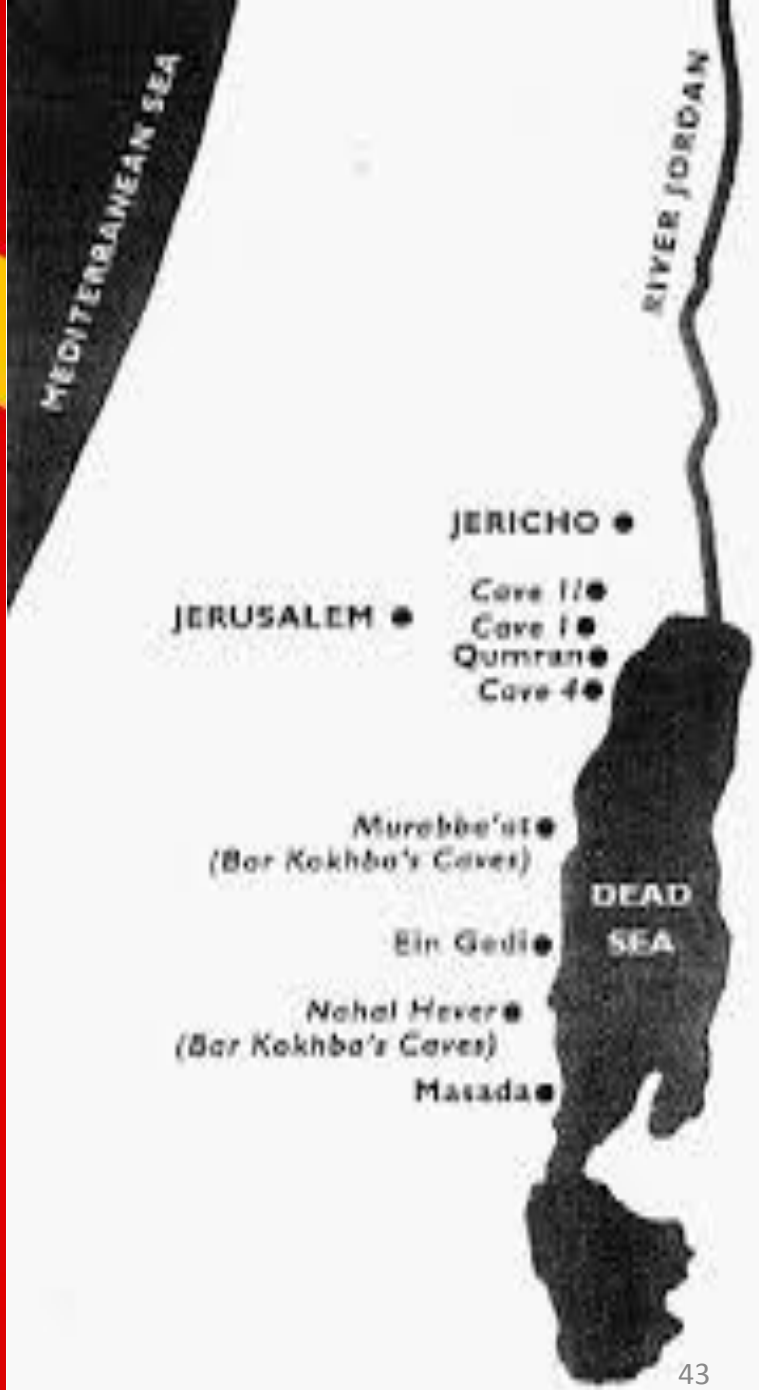 MEDITERRANEAN SEA
RIVER JORDAN
JERICHO
Cave 11
JERUSALEM
Cave 1
Qumran
Cave 4
Murabba'at
(Bar Kokhba's Caves)
DEAD
SEA
Ein Gedi
Nahal Hever
(Bar Kokhba's Caves)
Masada
43